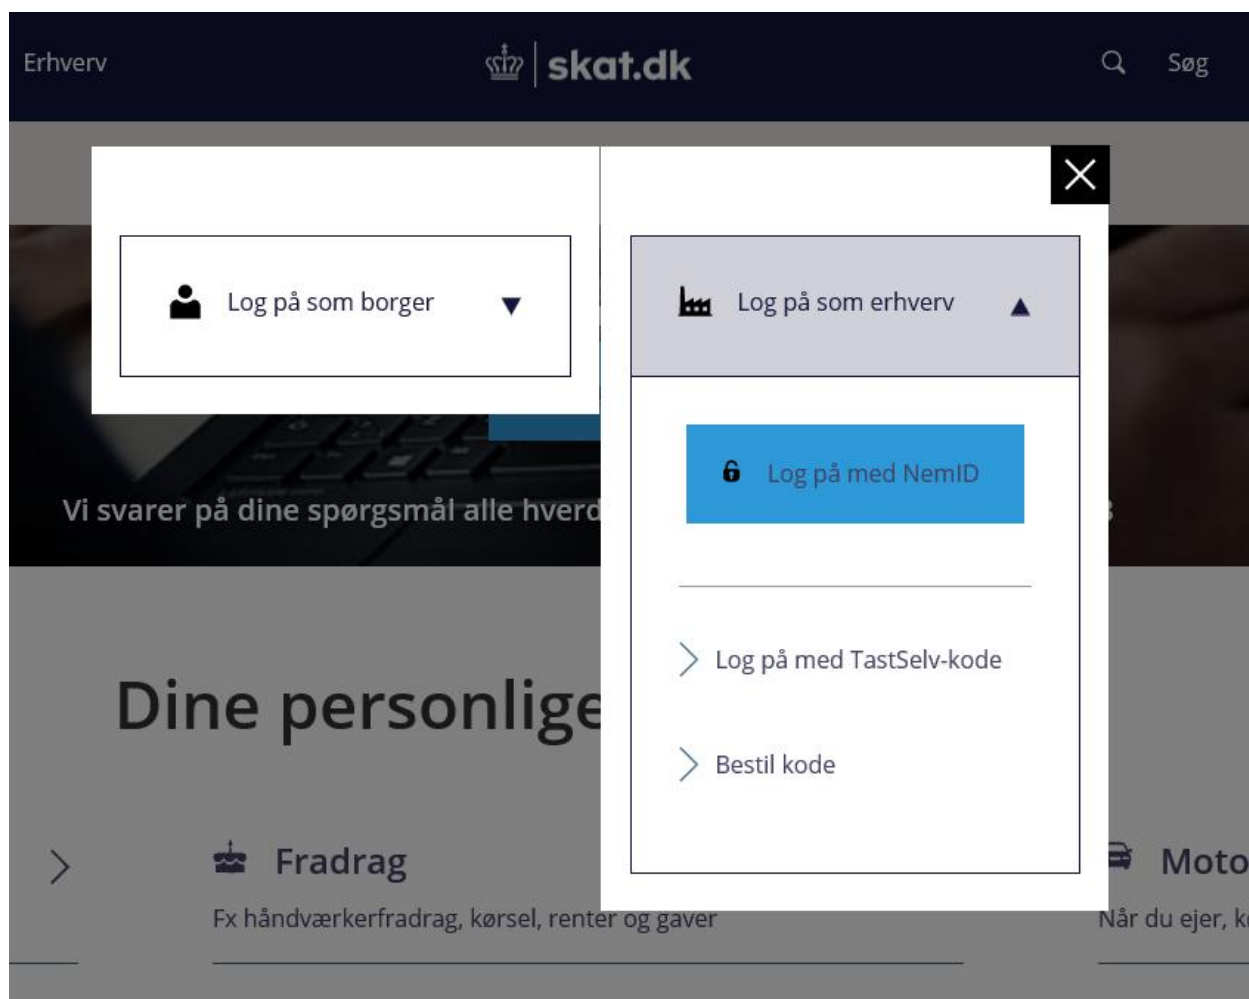 Erhverv
skat.dk
Søg
Log på som borger
Log på som erhverv
Log på med NemID
Vi svarer på dine spørgsmål alle hverd
Log på med TastSelv-kode
Dine personlige
Bestil kode
Fradrag
Moto
Fx håndværkerfradrag, kørsel, renter og gaver
Når du ejer,